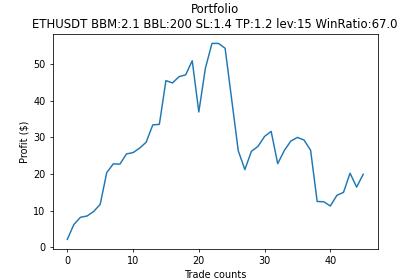 Portfolio
ETHUSDT BBM:2.1 BBL:200 SL:1.4 TP:1.2 lev:15 WinRatio:67.0
Profit ($)
50
40
30
20
10
0
0 10 20 30 40
Trade counts